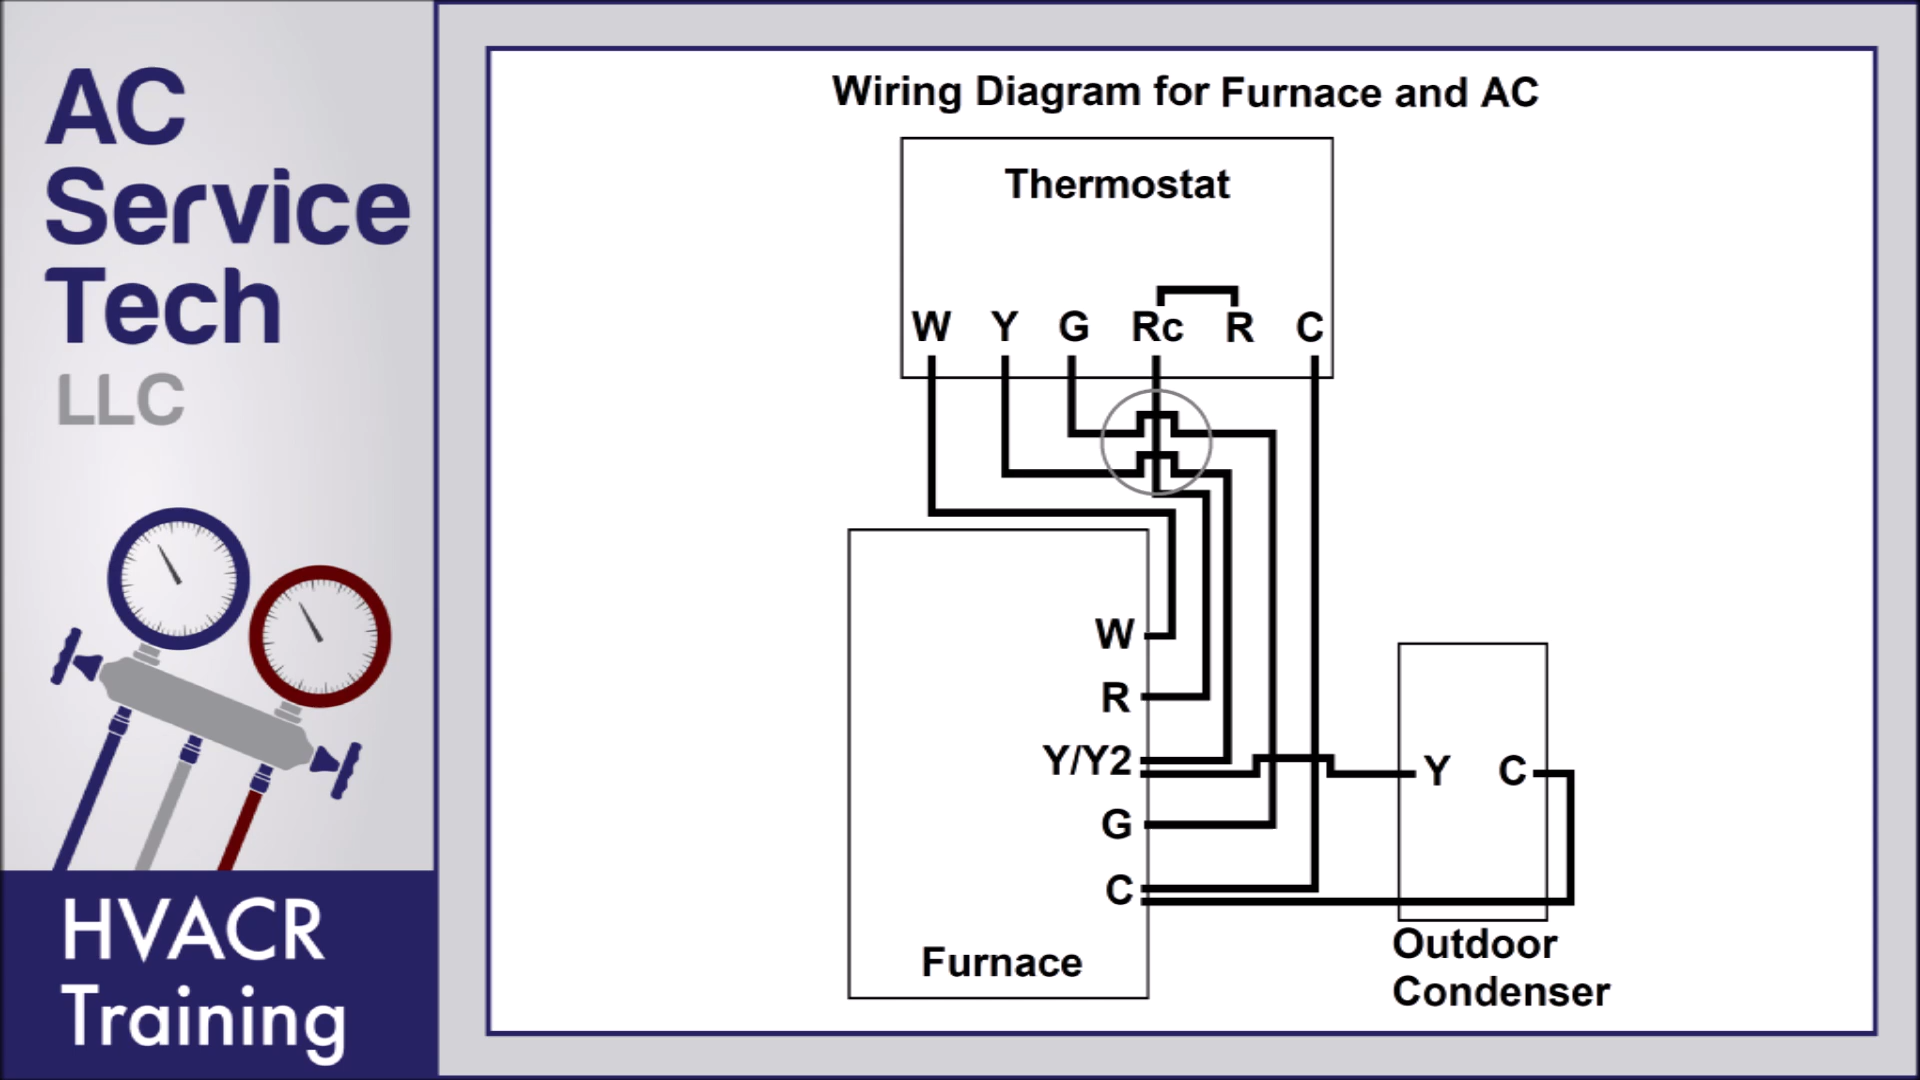 AC
Service
Tech
LLC
HVACR
Training
Wiring Diagram for Furnace and AC
Thermostat
W Y G Rc R C
W
R
Y/Y2
G
C
Furnace
Y C
Outdoor
Condenser